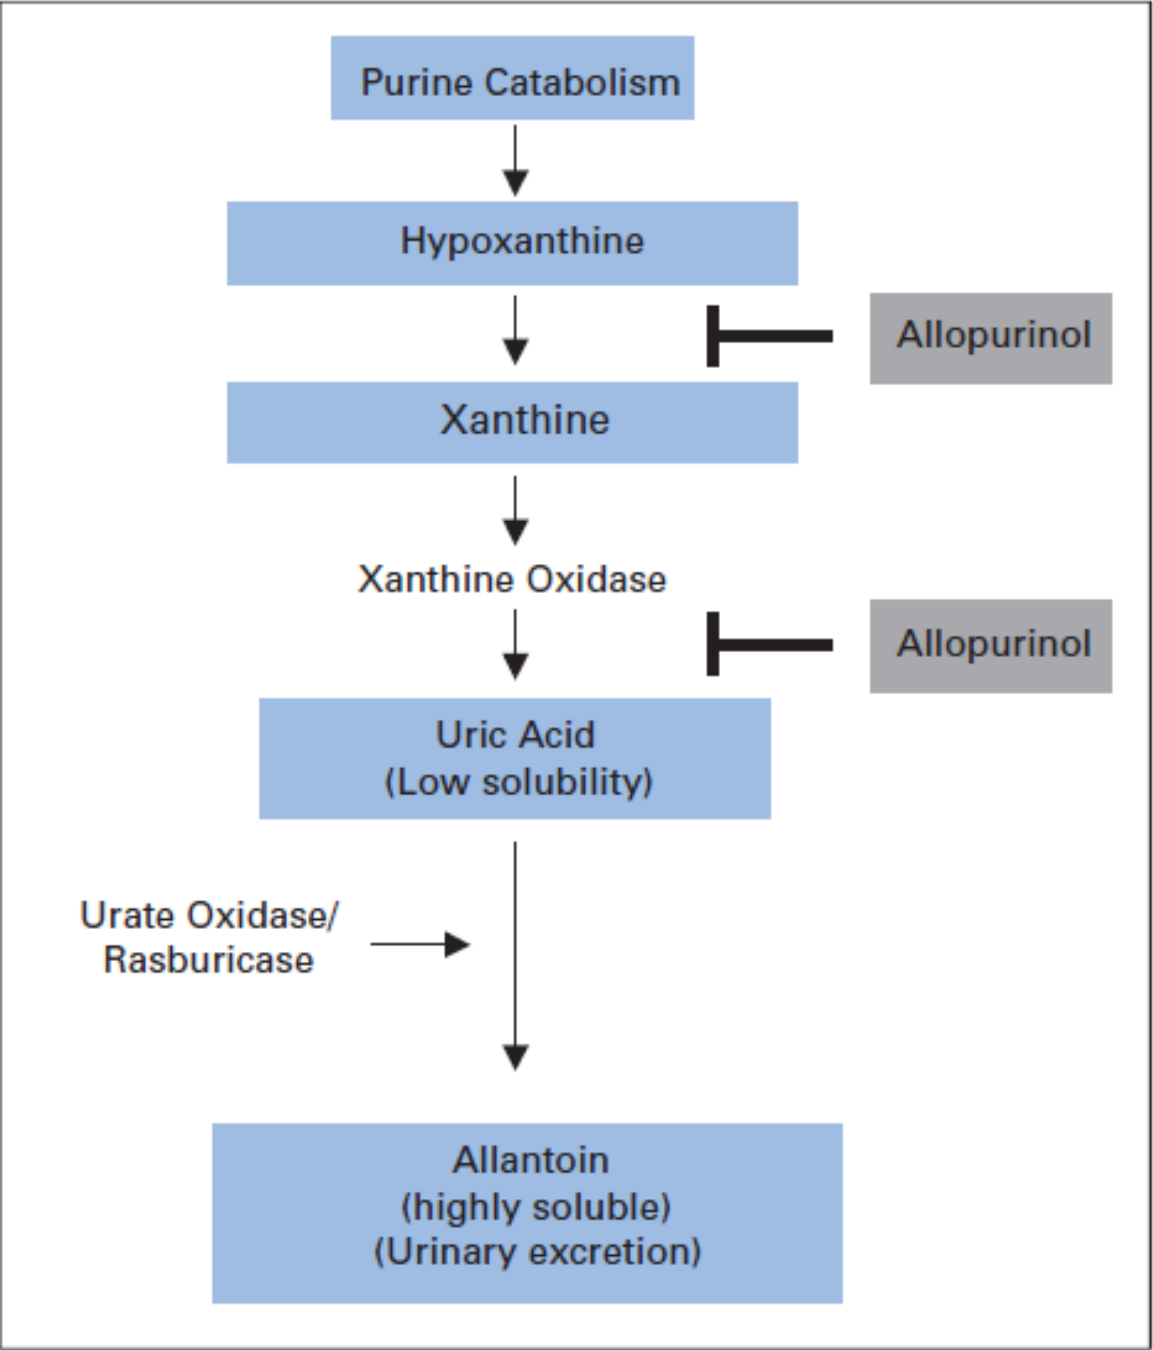 Purine Catabolism
Hypoxanthine
Allopurinol
Xanthine
Xanthine Oxidase
Allopurinol
Uric Acid
(Low solubility)
Urate Oxidase/
Rasburicase
Allantoin
(highly soluble)
(Urinary excretion)